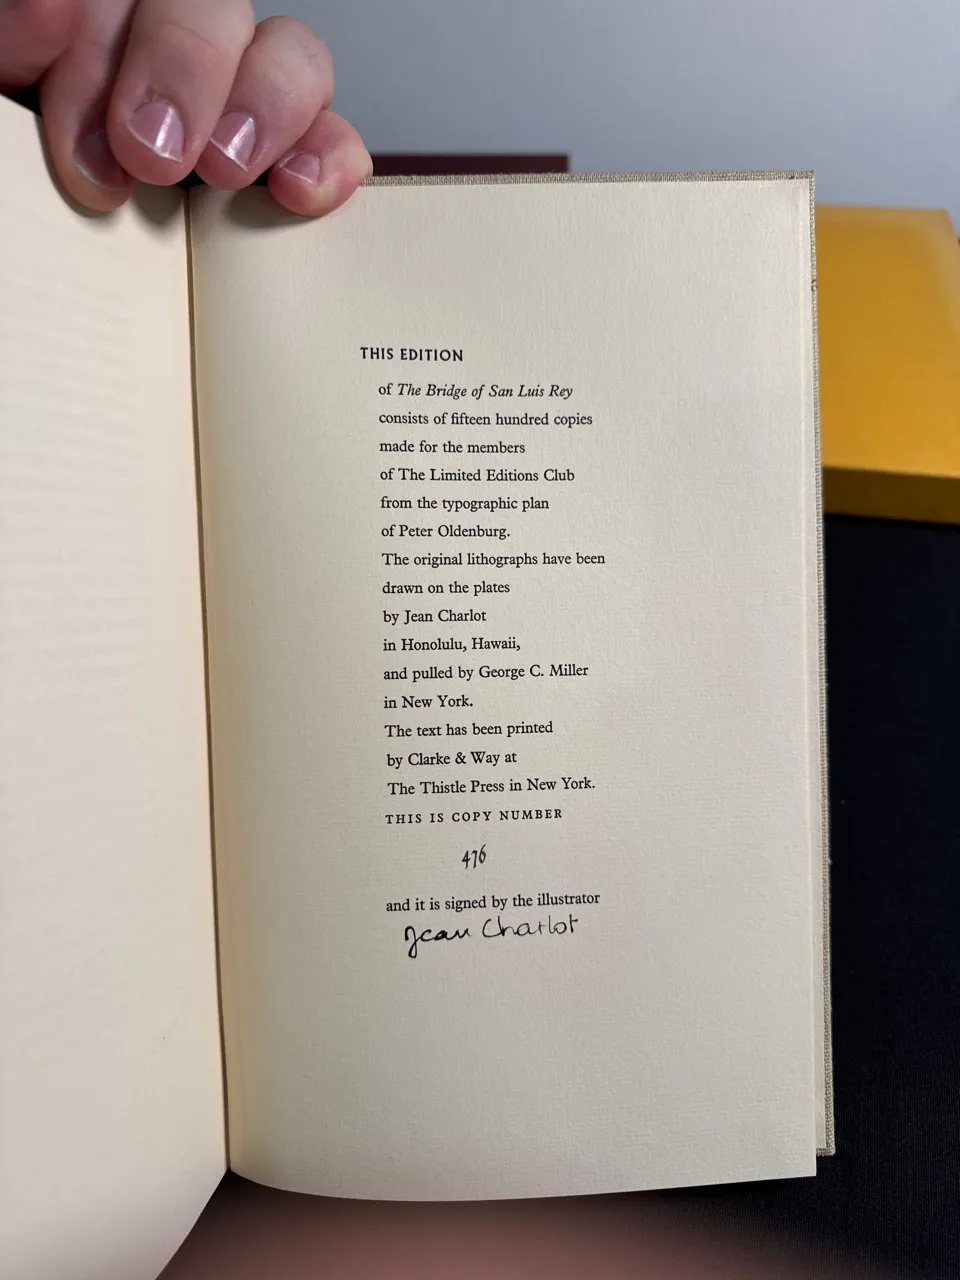 THIS EDITION
of The Bridge of San Luis Rey
consists of fifteen hundred copies
made for the members
of The Limited Editions Club
from the typographic plan
of Peter Oldenburg.
The original lithographs have been
drawn on the plates
by Jean Charlot
in Honolulu, Hawaii,
and pulled by George C. Miller
in New York.
The text has been printed
by Clarke & Way at
The Thistle Press in New York.
THIS IS COPY NUMBER
476
and it is signed by the illustrator
Jean Charlot